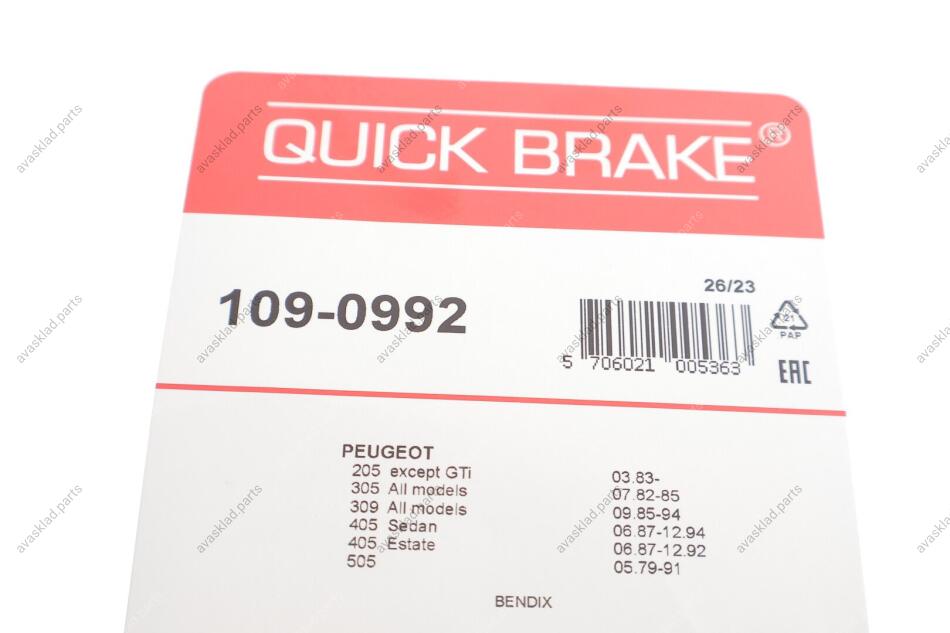 QUICK BRAKE®
109-0992
26/23
5 706021 005363
21
PAP
EAC
PEUGEOT
205 except GTi 03.83-
305 All models 07.82-85
309 All models 09.85-94
405 Sedan 06.87-12.94
405 Estate 06.87-12.92
505 05.79-91
BENDIX
avasklad.parts